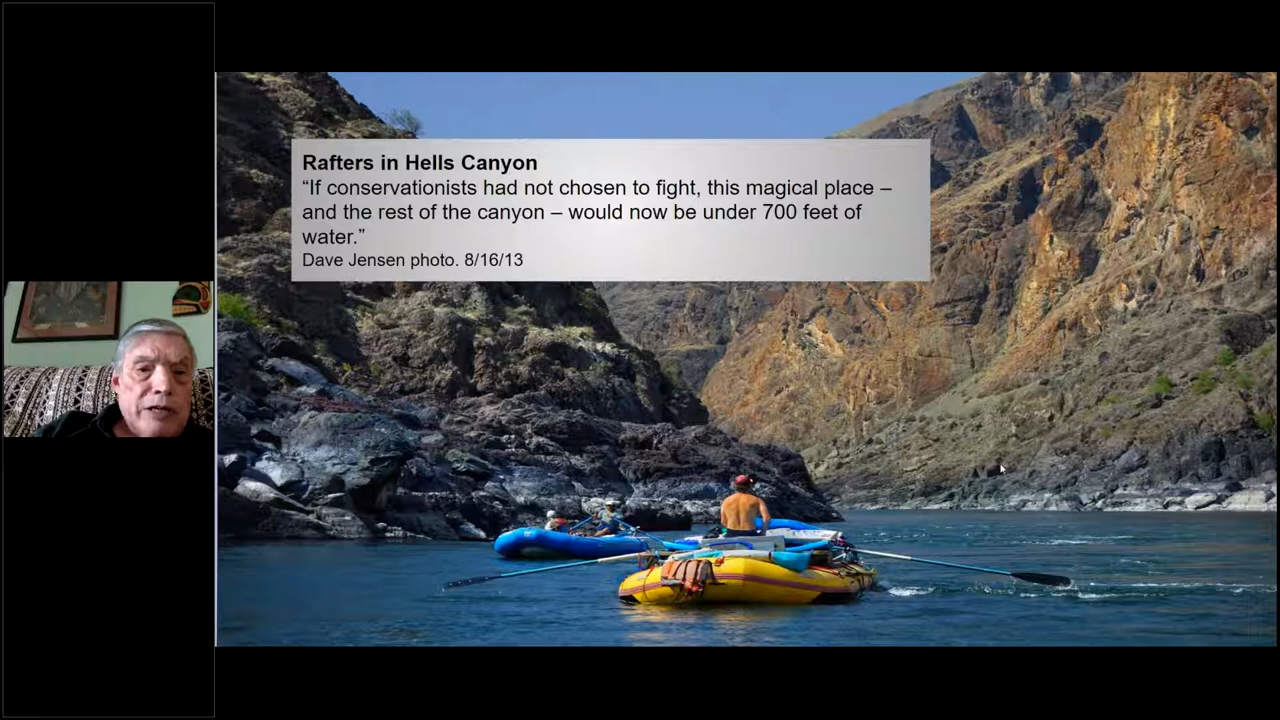 Rafters in Hells Canyon
“If conservationists had not chosen to fight, this magical place –
and the rest of the canyon – would now be under 700 feet of
water.”
Dave Jensen photo. 8/16/13